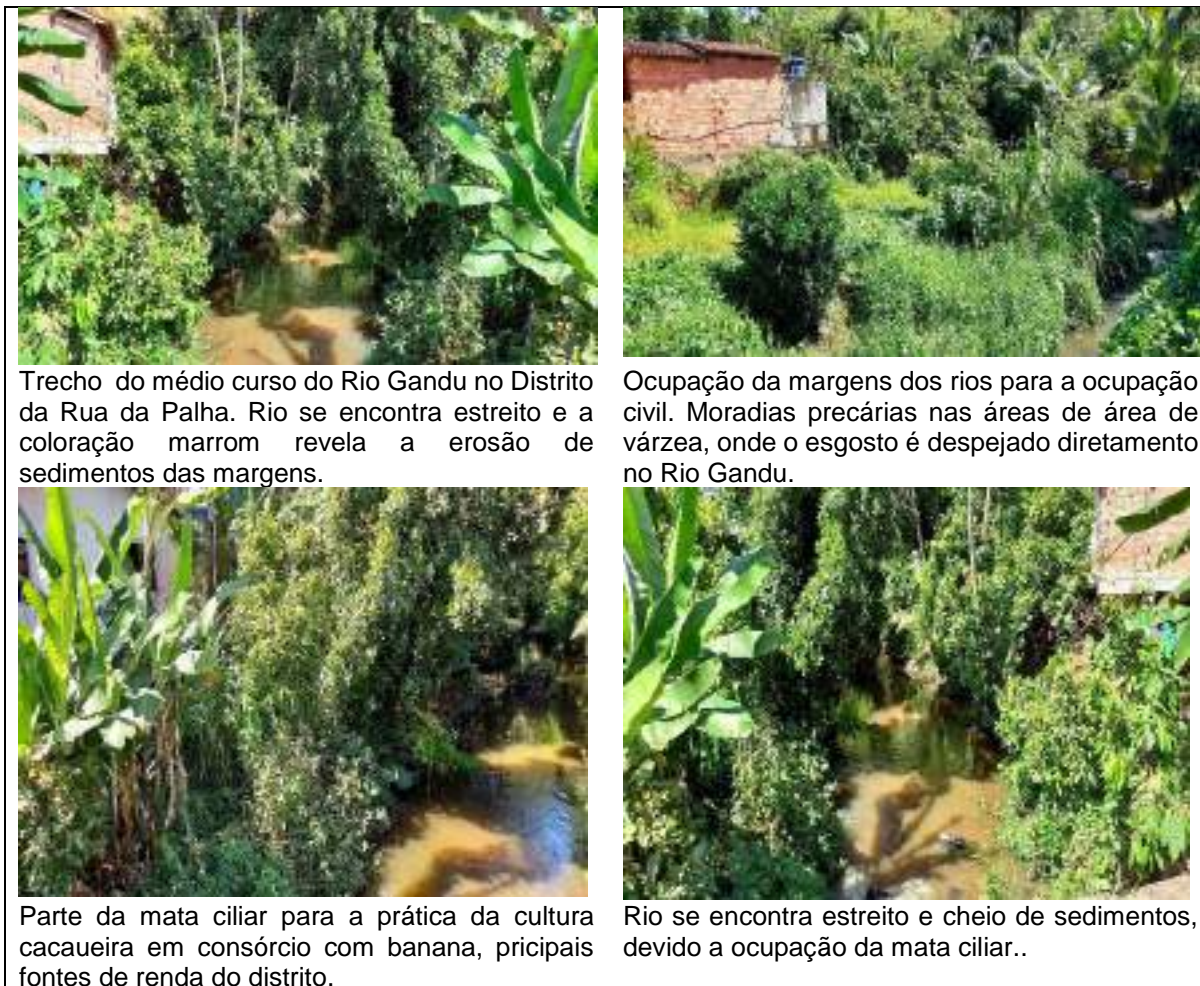 Trecho do médio curso do Rio Gandu no Distrito
da Rua da Palha. Rio se encontra estreito e a
coloração marrom revela a erosão de
sedimentos das margens.
Ocupação da margens dos rios para a ocupação
civil. Moradias precárias nas áreas de área de
várzea, onde o esgosto é despejado diretamente
no Rio Gandu.
Parte da mata ciliar para a prática da cultura
cacaueira em consórcio com banana, pricipais
fontes de renda do distrito.
Rio se encontra estreito e cheio de sedimentos,
devido a ocupação da mata ciliar..